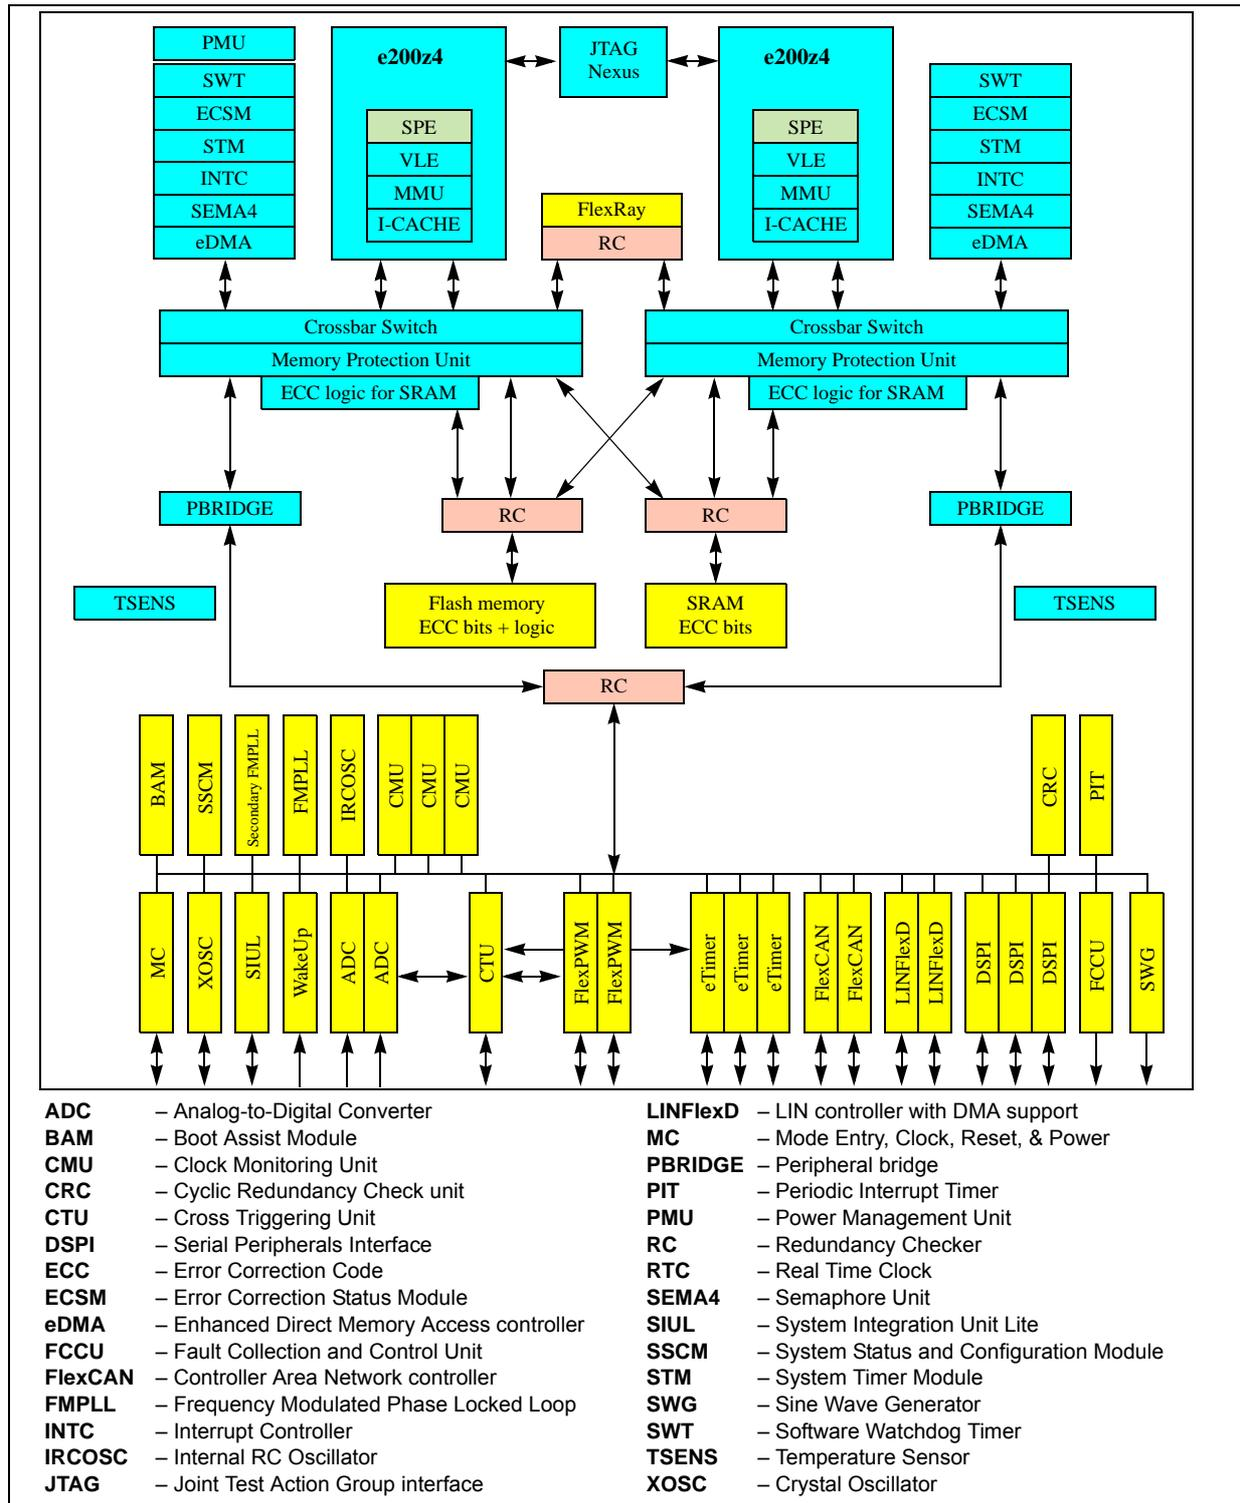 PMU
SWT
ECSM
STM
INTC
SEMA4
eDMA
e200z4
SPE
VLE
MMU
I-CACHE
JTAG
Nexus
e200z4
SPE
VLE
MMU
I-CACHE
SWT
ECSM
STM
INTC
SEMA4
eDMA
FlexRay
RC
Crossbar Switch
Memory Protection Unit
ECC logic for SRAM
Crossbar Switch
Memory Protection Unit
ECC logic for SRAM
PBRIDGE
RC
RC
PBRIDGE
TSENS
Flash memory
ECC bits + logic
SRAM
ECC bits
TSENS
RC
BAM
SSCM
Secondary FMPLL
FMPLL
IRCOSC
CMU
CMU
CMU
CRC
PIT
MC
XOSC
SIUL
WakeUp
ADC
ADC
CTU
FlexPWM
FlexPWM
eTimer
eTimer
eTimer
FlexCAN
FlexCAN
LINFlexD
LINFlexD
DSPI
DSPI
DSPI
FCCU
SWG
ADC – Analog-to-Digital Converter
BAM – Boot Assist Module
CMU – Clock Monitoring Unit
CRC – Cyclic Redundancy Check unit
CTU – Cross Triggering Unit
DSPI – Serial Peripherals Interface
ECC – Error Correction Code
ECSM – Error Correction Status Module
eDMA – Enhanced Direct Memory Access controller
FCCU – Fault Collection and Control Unit
FlexCAN – Controller Area Network controller
FMPLL – Frequency Modulated Phase Locked Loop
INTC – Interrupt Controller
IRCOSC – Internal RC Oscillator
JTAG – Joint Test Action Group interface
LINFlexD – LIN controller with DMA support
MC – Mode Entry, Clock, Reset, & Power
PBRIDGE – Peripheral bridge
PIT – Periodic Interrupt Timer
PMU – Power Management Unit
RC – Redundancy Checker
RTC – Real Time Clock
SEMA4 – Semaphore Unit
SIUL – System Integration Unit Lite
SSCM – System Status and Configuration Module
STM – System Timer Module
SWG – Sine Wave Generator
SWT – Software Watchdog Timer
TSENS – Temperature Sensor
XOSC – Crystal Oscillator